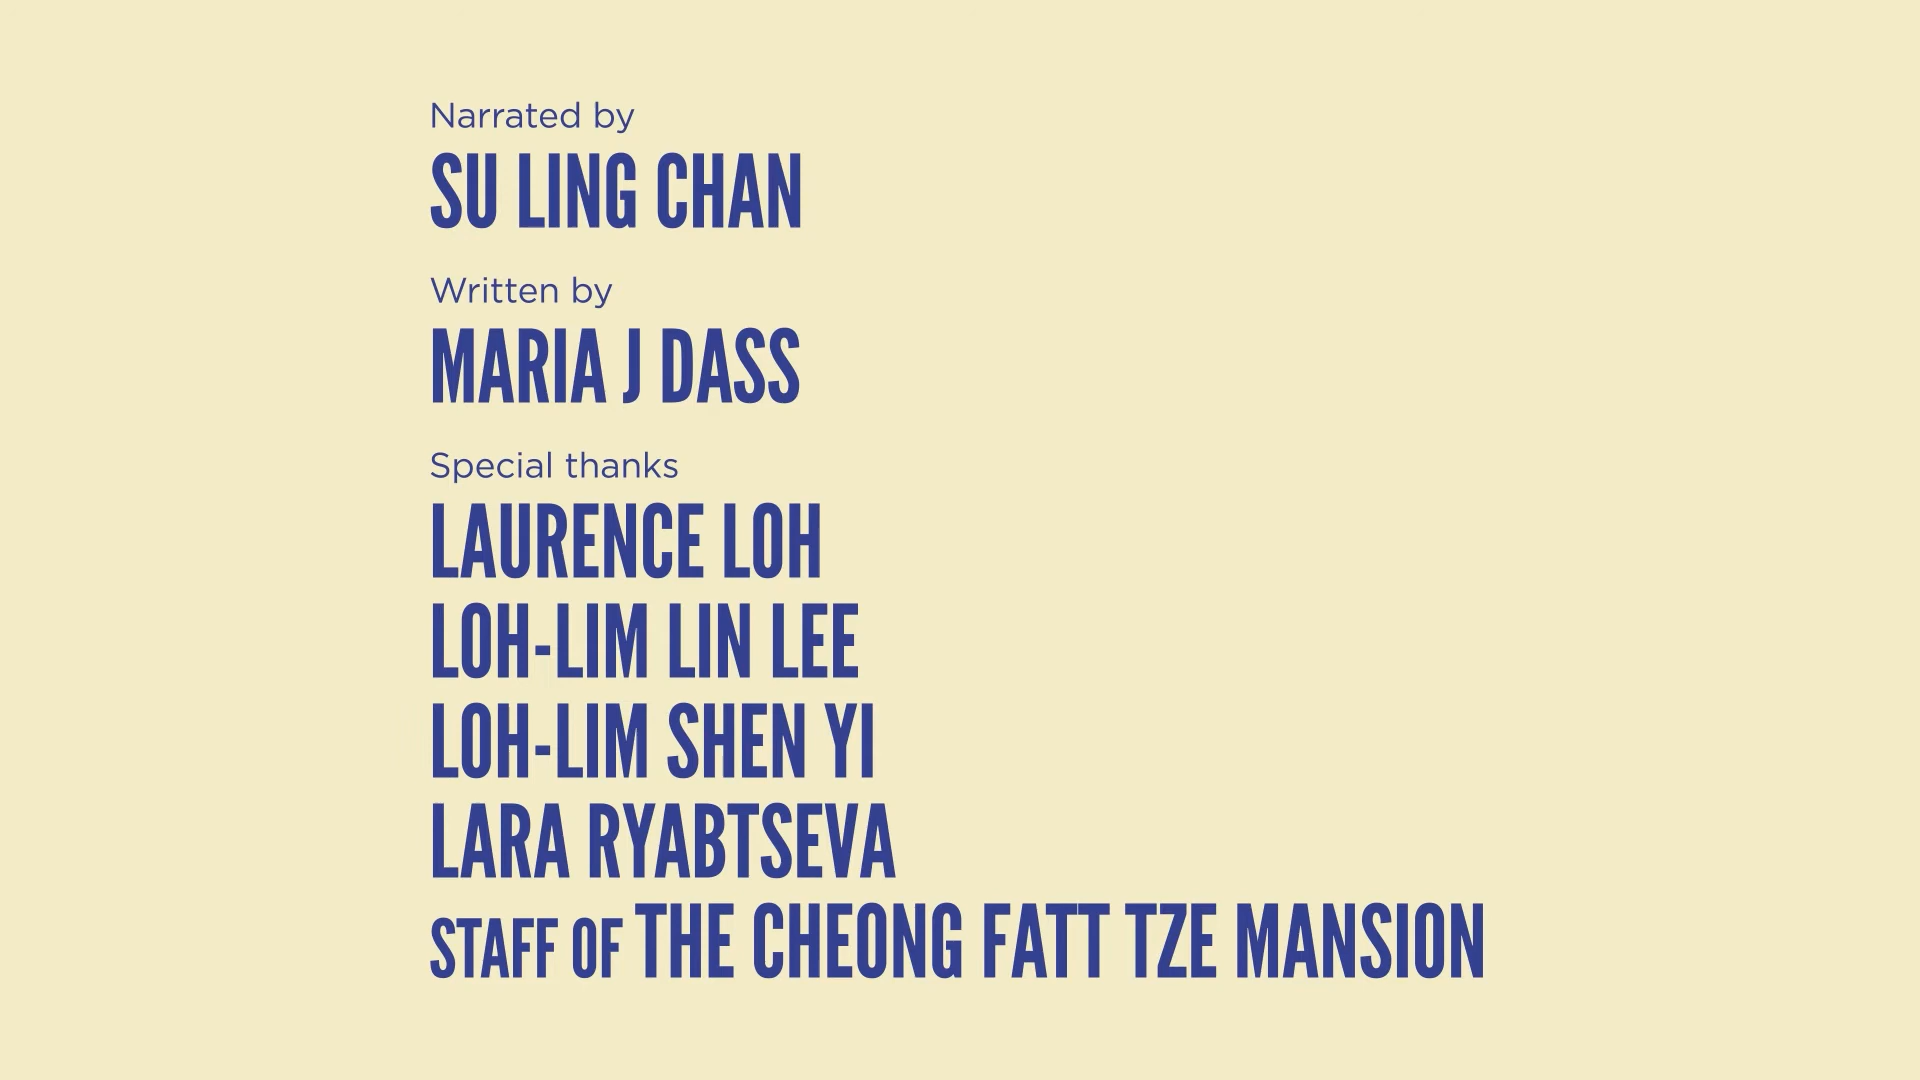 Narrated by
SU LING CHAN
Written by
MARIA J DASS
Special thanks
LAURENCE LOH
LOH-LIM LIN LEE
LOH-LIM SHEN YI
LARA RYABTSEVA
STAFF OF THE CHEONG FATT TZE MANSION